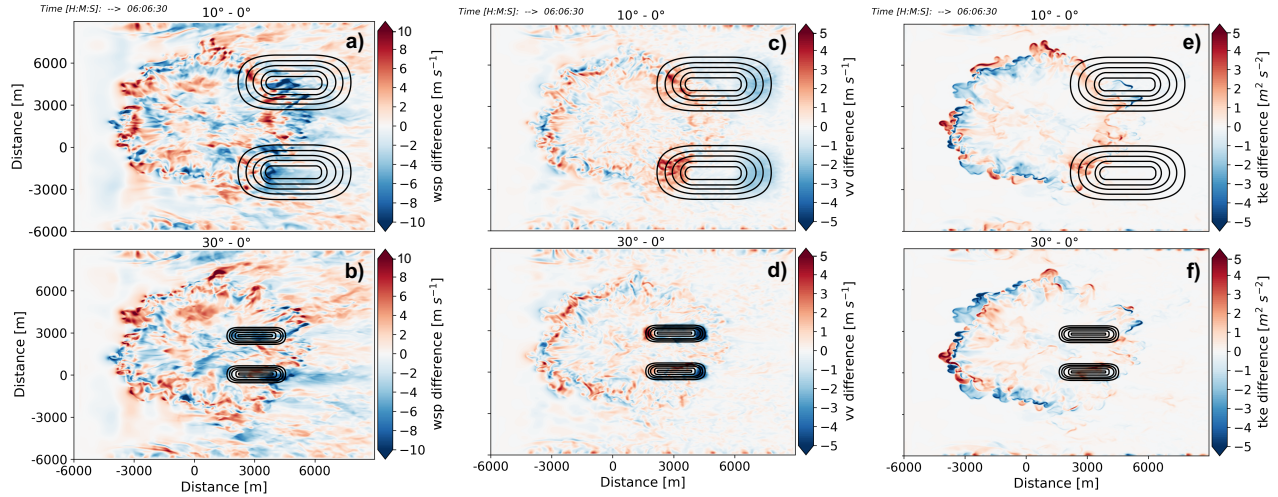 Time [H:M:S]: --> 06:06:30
10° - 0°
a)
6000
3000
0
-3000
-6000
Distance [m]
10
8
6
4
2
0
−2
−4
−6
−8
−10
wsp difference [m s⁻¹]
Time [H:M:S]: --> 06:06:30
10° - 0°
c)
5
4
3
2
1
0
−1
−2
−3
−4
−5
vv difference [m s⁻¹]
Time [H:M:S]: --> 06:06:30
10° - 0°
e)
5
4
3
2
1
0
−1
−2
−3
−4
−5
tke difference [m² s⁻²]
30° - 0°
b)
6000
3000
0
-3000
-6000
Distance [m]
-6000 -3000 0 3000 6000
Distance [m]
10
8
6
4
2
0
−2
−4
−6
−8
−10
wsp difference [m s⁻¹]
30° - 0°
d)
-6000 -3000 0 3000 6000
Distance [m]
5
4
3
2
1
0
−1
−2
−3
−4
−5
vv difference [m s⁻¹]
30° - 0°
f)
-6000 -3000 0 3000 6000
Distance [m]
5
4
3
2
1
0
−1
−2
−3
−4
−5
tke difference [m² s⁻²]